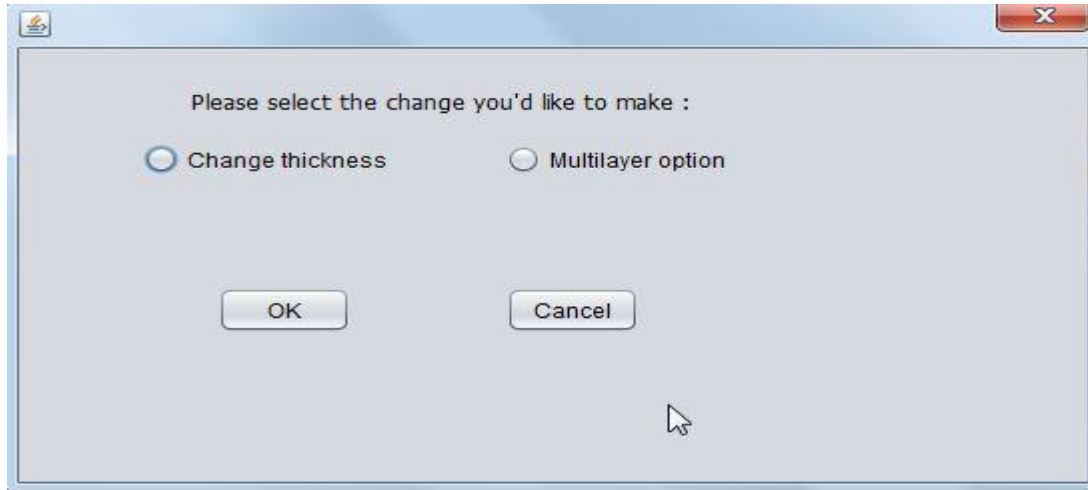 Please select the change you'd like to make :
Change thickness
Multilayer option
OK
Cancel